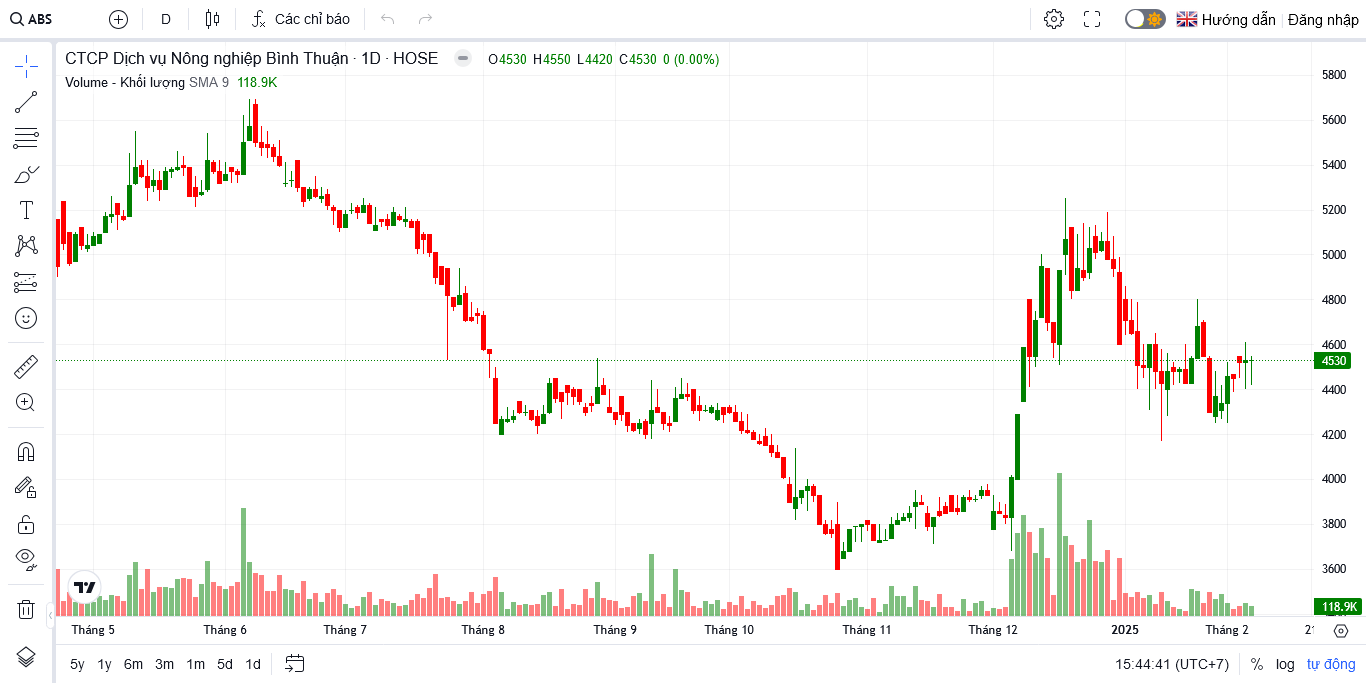 ABS
D
Các chỉ báo
Hướng dẫn
Đăng nhập
CTCP Dịch vụ Nông nghiệp Bình Thuận · 1D · HOSE
O4530 H4550 L4420 C4530 0 (0.00%)
Volume - Khối lượng SMA 9 118.9K
5800
5600
5400
5200
5000
4800
4600
4530
4400
4200
4000
3800
3600
118.9K
Tháng 5 Tháng 6 Tháng 7 Tháng 8 Tháng 9 Tháng 10 Tháng 11 Tháng 12 2025 Tháng 2
5y 1y 6m 3m 1m 5d 1d
15:44:41 (UTC+7) % log tự động